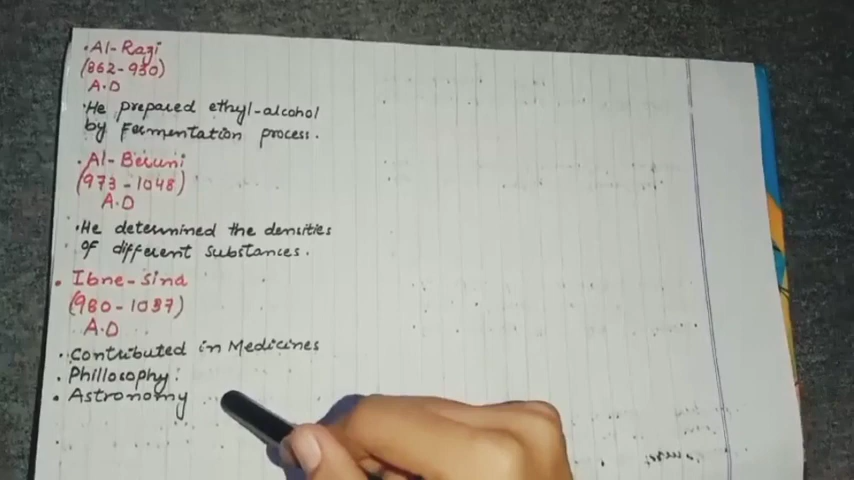 • Al-Razi
(862-930)
A.D
• He prepared ethyl-alcohol
by Fermentation process.
• Al-Beruni
(973-1048)
A.D
• He determined the densities
of different substances.
• Ibne-Sina
(980-1037)
A.D
• Contributed in Medicines
• Phillosophy.
• Astronomy